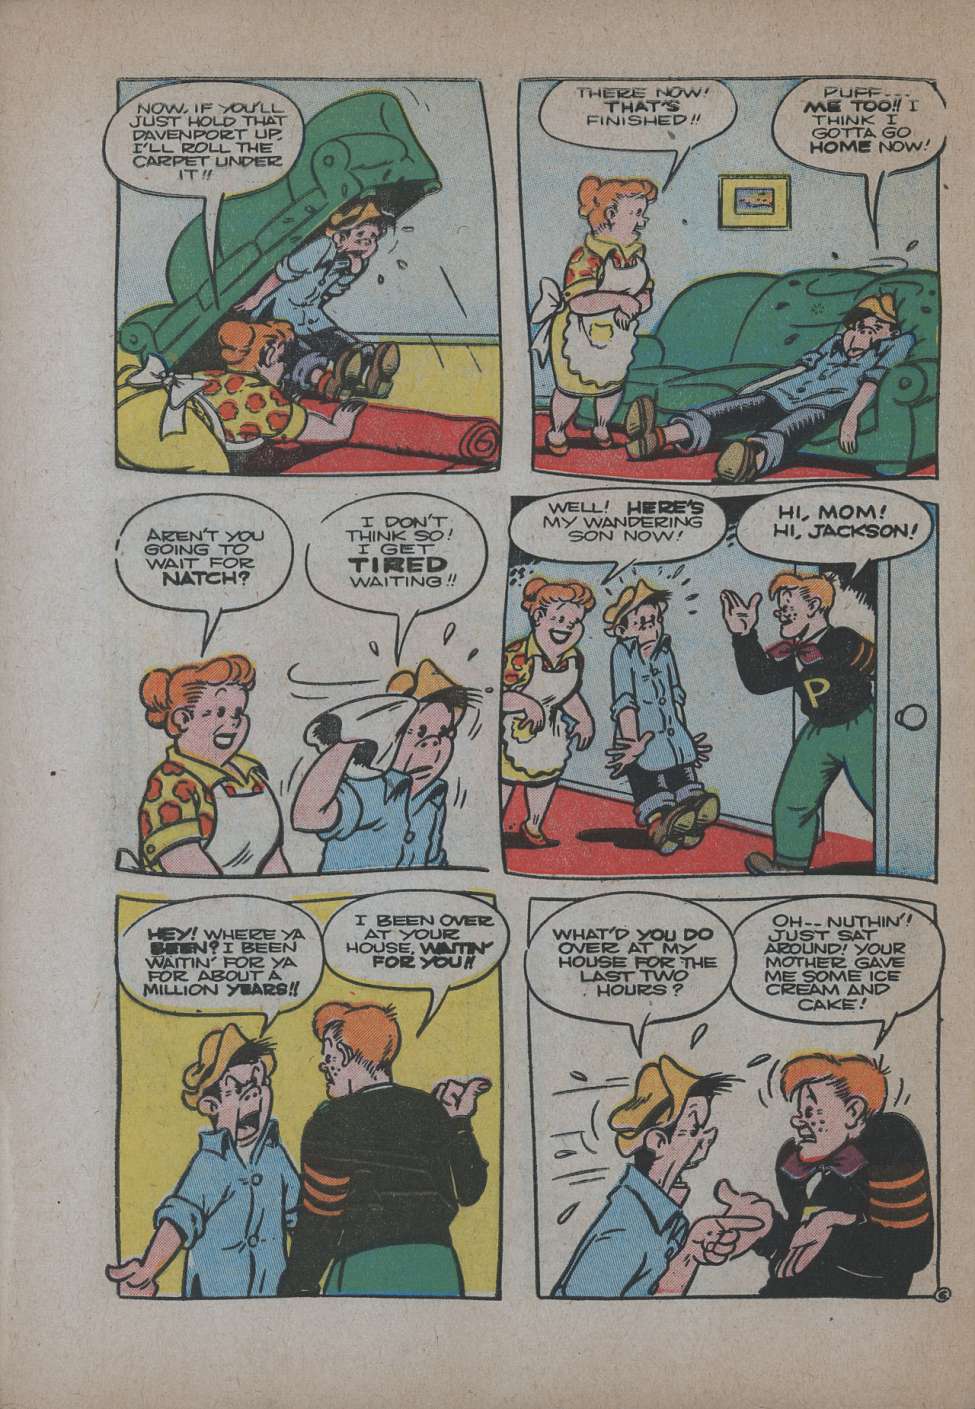 NOW, IF YOU'LL
JUST HOLD THAT
DAVENPORT UP,
I'LL ROLL THE
CARPET UNDER
IT!!
THERE NOW!
THAT'S
FINISHED!!
PUFF---
ME TOO!! I
THINK I
GOTTA GO
HOME NOW!
AREN'T YOU
GOING TO
WAIT FOR
NATCH?
I DON'T
THINK SO!
I GET
TIRED
WAITING!!
WELL! HERE'S
MY WANDERING
SON NOW!
HI, MOM!
HI, JACKSON!
P
HEY! WHERE YA
BEEN? I BEEN
WAITIN' FOR YA
FOR ABOUT A
MILLION YEARS!!
I BEEN OVER
AT YOUR
HOUSE, WAITIN'
FOR YOU!!
WHAT'D YOU DO
OVER AT MY
HOUSE FOR THE
LAST TWO
HOURS?
OH-- NUTHIN'!
JUST SAT
AROUND! YOUR
MOTHER GAVE
ME SOME ICE
CREAM AND
CAKE!
6